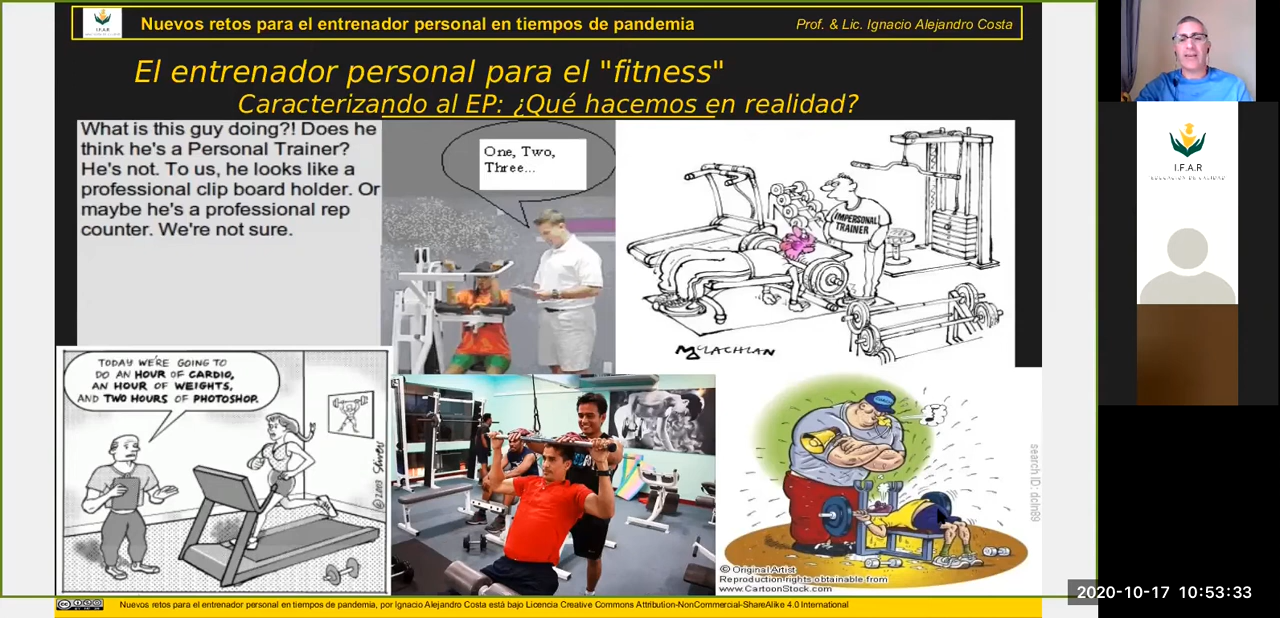 Nuevos retos para el entrenador personal en tiempos de pandemia
Prof. & Lic. Ignacio Alejandro Costa
I.F.A.R
El entrenador personal para el "fitness"
Caracterizando al EP: ¿Qué hacemos en realidad?
What is this guy doing?! Does he
think he's a Personal Trainer?
He's not. To us, he looks like a
professional clip board holder. Or
maybe he's a professional rep
counter. We're not sure.
One, Two,
Three...
IMPERSONAL
TRAINER
McLACHLAN
TODAY WE'RE GOING TO
DO AN HOUR OF CARDIO,
AN HOUR OF WEIGHTS,
AND TWO HOURS OF PHOTOSHOP.
© Original Artist
Reproduction rights obtainable from
www.CartoonStock.com
Nuevos retos para el entrenador personal en tiempos de pandemia, por Ignacio Alejandro Costa está bajo Licencia Creative Commons Attribution-NonCommercial-ShareAlike 4.0 International
I.F.A.R
2020-10-17 10:53:33